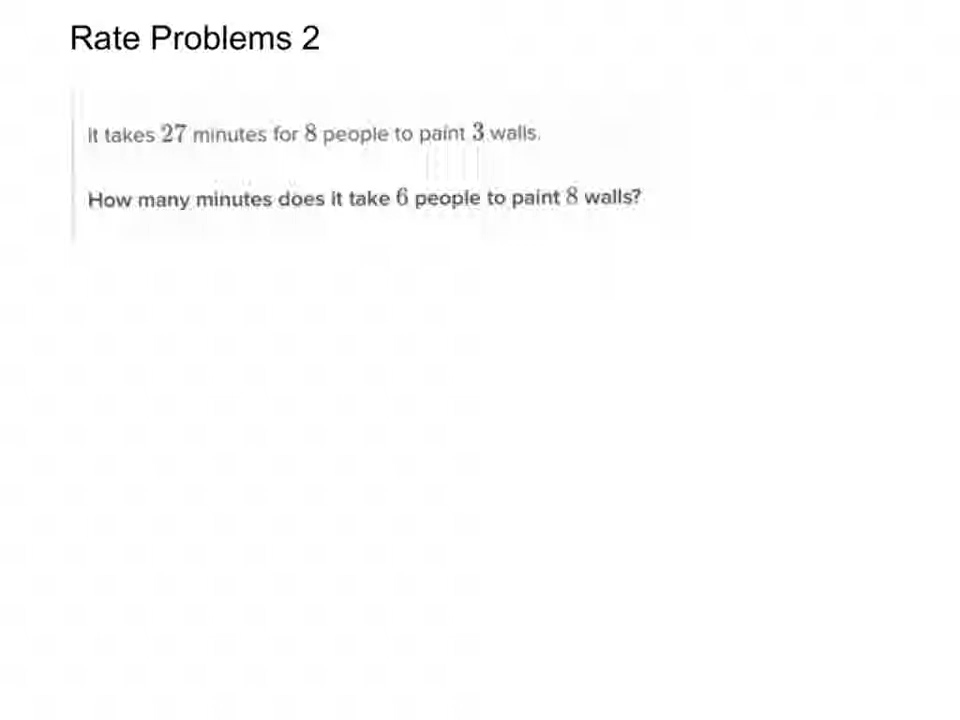 Rate Problems 2
It takes 27 minutes for 8 people to paint 3 walls.
How many minutes does it take 6 people to paint 8 walls?